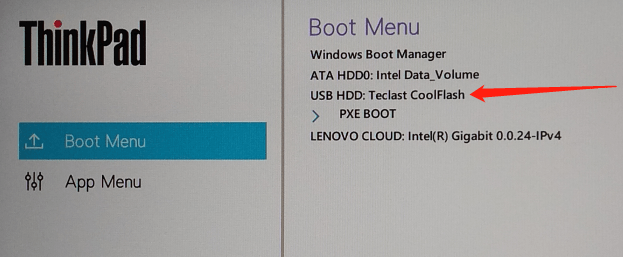 ThinkPad
Boot Menu
App Menu
Boot Menu
Windows Boot Manager
ATA HDD0: Intel Data_Volume
USB HDD: Teclast CoolFlash
PXE BOOT
LENOVO CLOUD: Intel(R) Gigabit 0.0.24-IPv4